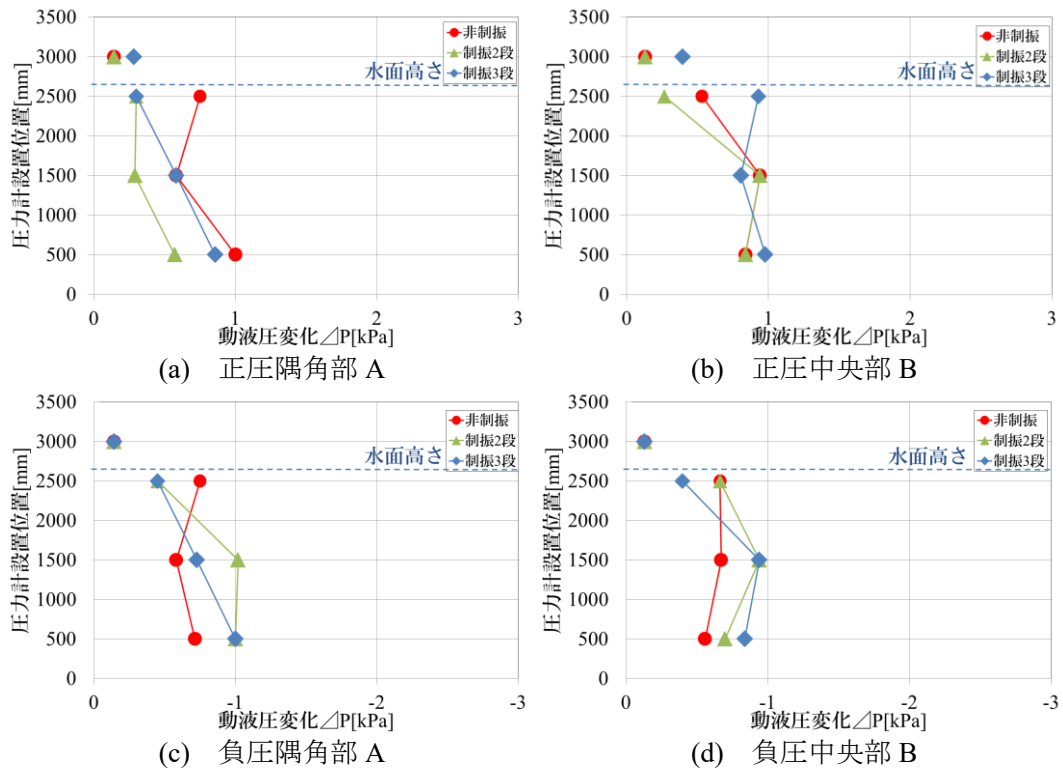 3500
3000
2500
2000
1500
1000
500
0
圧力計設置位置[mm]
非制振
制振2段
制振3段
水面高さ
0 1 2 3
動液圧変化⊿P[kPa]
(a) 正圧隅角部 A
3500
3000
2500
2000
1500
1000
500
0
圧力計設置位置[mm]
非制振
制振2段
制振3段
水面高さ
0 1 2 3
動液圧変化⊿P[kPa]
(b) 正圧中央部 B
3500
3000
2500
2000
1500
1000
500
0
圧力計設置位置[mm]
非制振
制振2段
制振3段
水面高さ
0 -1 -2 -3
動液圧変化⊿P[kPa]
(c) 負圧隅角部 A
3500
3000
2500
2000
1500
1000
500
0
圧力計設置位置[mm]
非制振
制振2段
制振3段
水面高さ
0 -1 -2 -3
動液圧変化⊿P[kPa]
(d) 負圧中央部 B